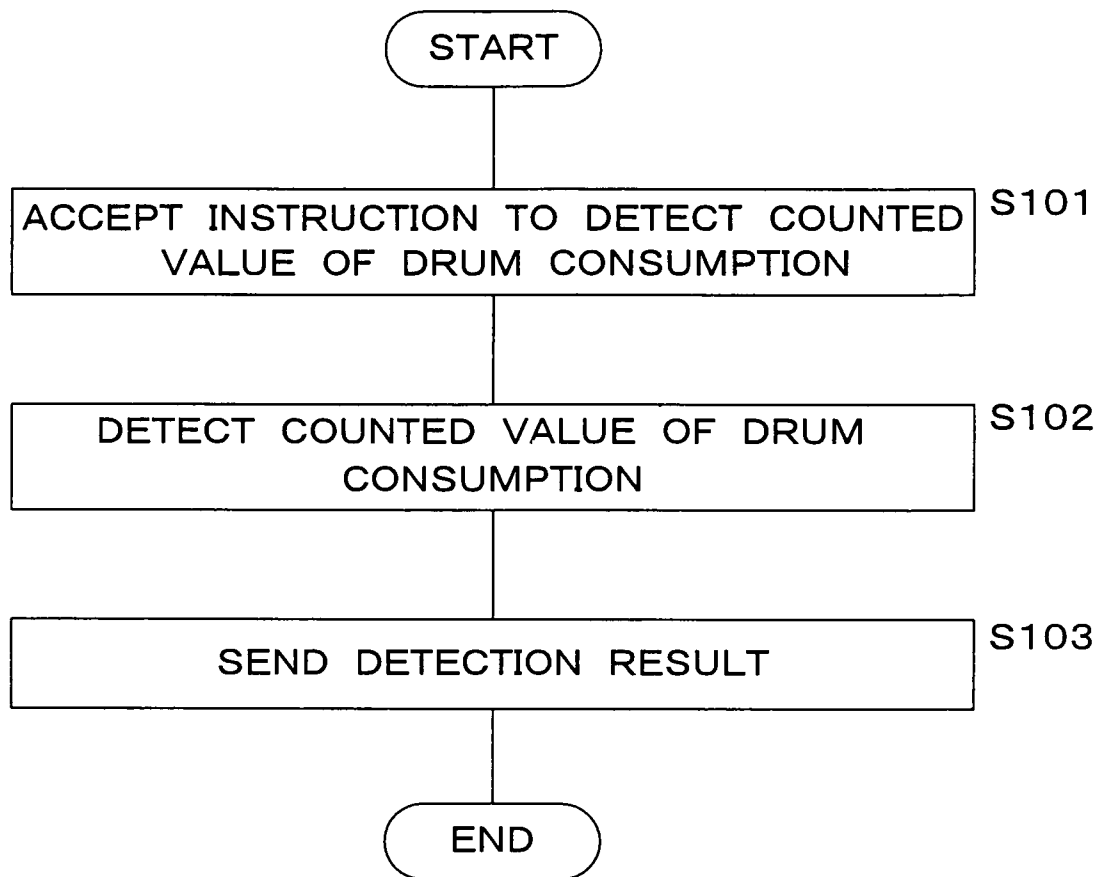 START
ACCEPT INSTRUCTION TO DETECT COUNTED
VALUE OF DRUM CONSUMPTION
S101
DETECT COUNTED VALUE OF DRUM
CONSUMPTION
S102
SEND DETECTION RESULT
S103
END